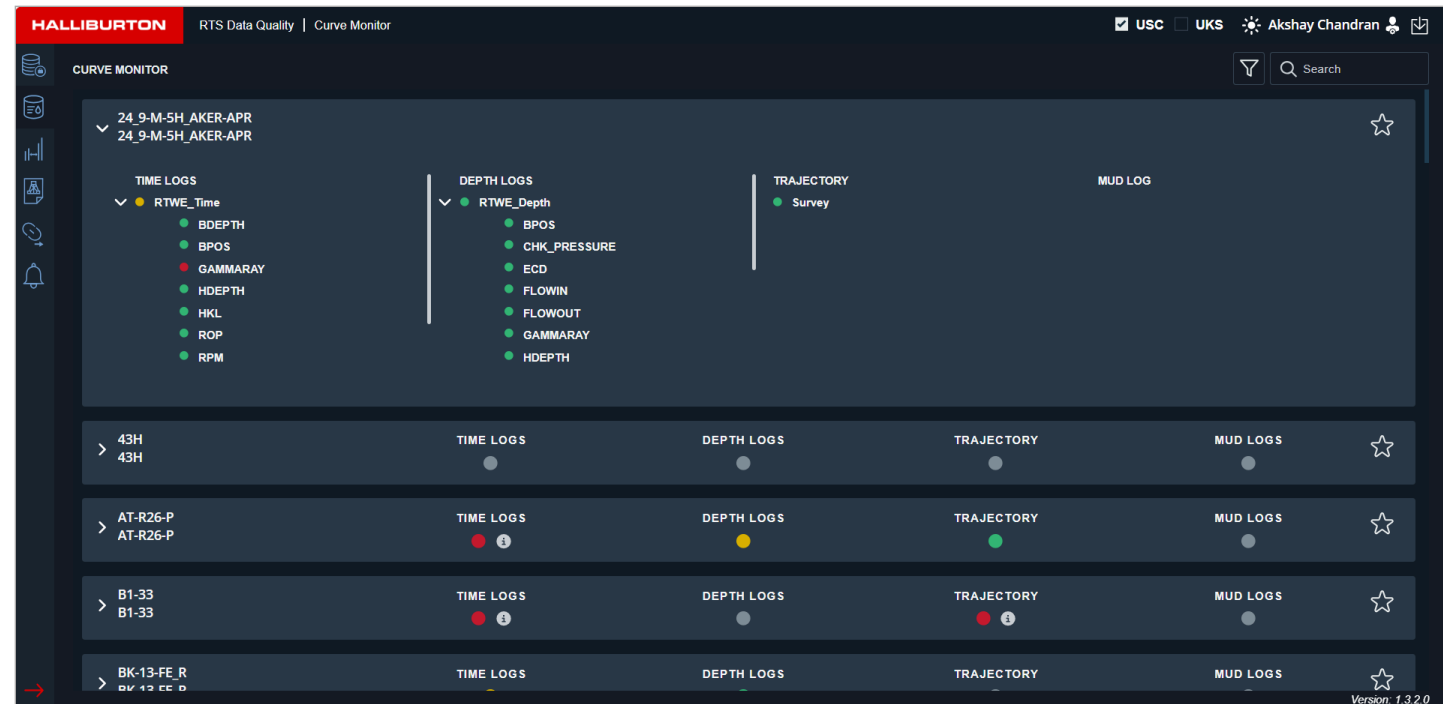 HALLIBURTON RTS Data Quality | Curve Monitor USC UKS Akshay Chandran
CURVE MONITOR Search
24_9-M-5H_AKER-APR
24_9-M-5H_AKER-APR
TIME LOGS DEPTH LOGS TRAJECTORY MUD LOG
RTWE_Time RTWE_Depth Survey
BDEPTH BPOS
BPOS CHK_PRESSURE
GAMMARAY ECD
HDEPTH FLOWIN
HKL FLOWOUT
ROP GAMMARAY
RPM HDEPTH
43H TIME LOGS DEPTH LOGS TRAJECTORY MUD LOGS
43H
AT-R26-P TIME LOGS DEPTH LOGS TRAJECTORY MUD LOGS
AT-R26-P
B1-33 TIME LOGS DEPTH LOGS TRAJECTORY MUD LOGS
B1-33
BK-13-FE_R TIME LOGS DEPTH LOGS TRAJECTORY MUD LOGS
BK-13-FE_R
Version: 1.3.2.0